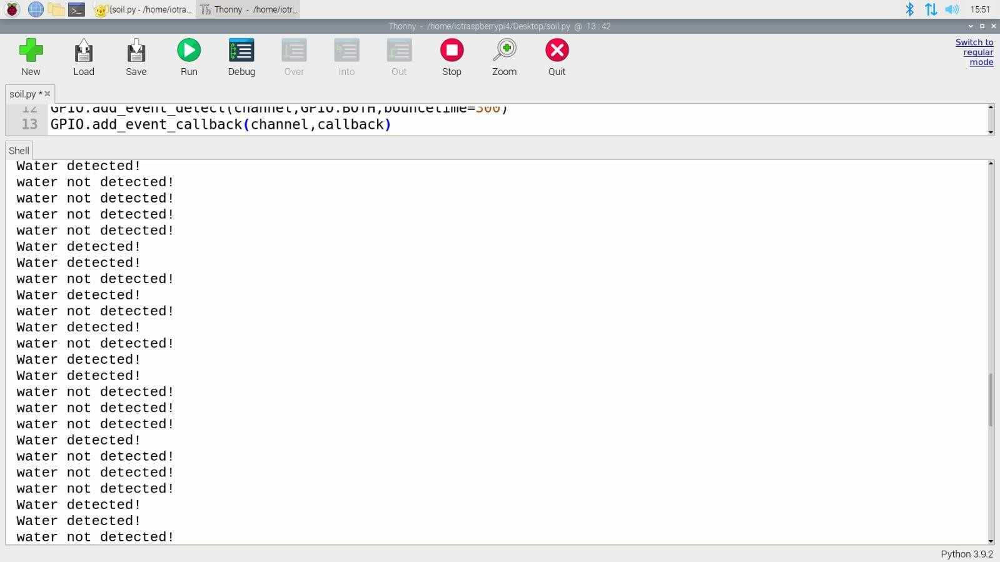 [soil.py - /home/iotra...
Thonny - /home/iotr...
15:51
Thonny - /home/iotraspberrypi4/Desktop/soil.py @ 13 : 42
New
Load
Save
Run
Debug
Over
Into
Out
Stop
Zoom
Quit
Switch to
regular
mode
soil.py *
12 GPIO.add_event_detect(channel,GPIO.BOTH,bouncetime=300)
13 GPIO.add_event_callback(channel,callback)
Shell
Water detected!
water not detected!
water not detected!
water not detected!
water not detected!
Water detected!
Water detected!
water not detected!
Water detected!
water not detected!
Water detected!
water not detected!
Water detected!
Water detected!
water not detected!
water not detected!
water not detected!
Water detected!
water not detected!
water not detected!
water not detected!
Water detected!
Water detected!
water not detected!
Python 3.9.2